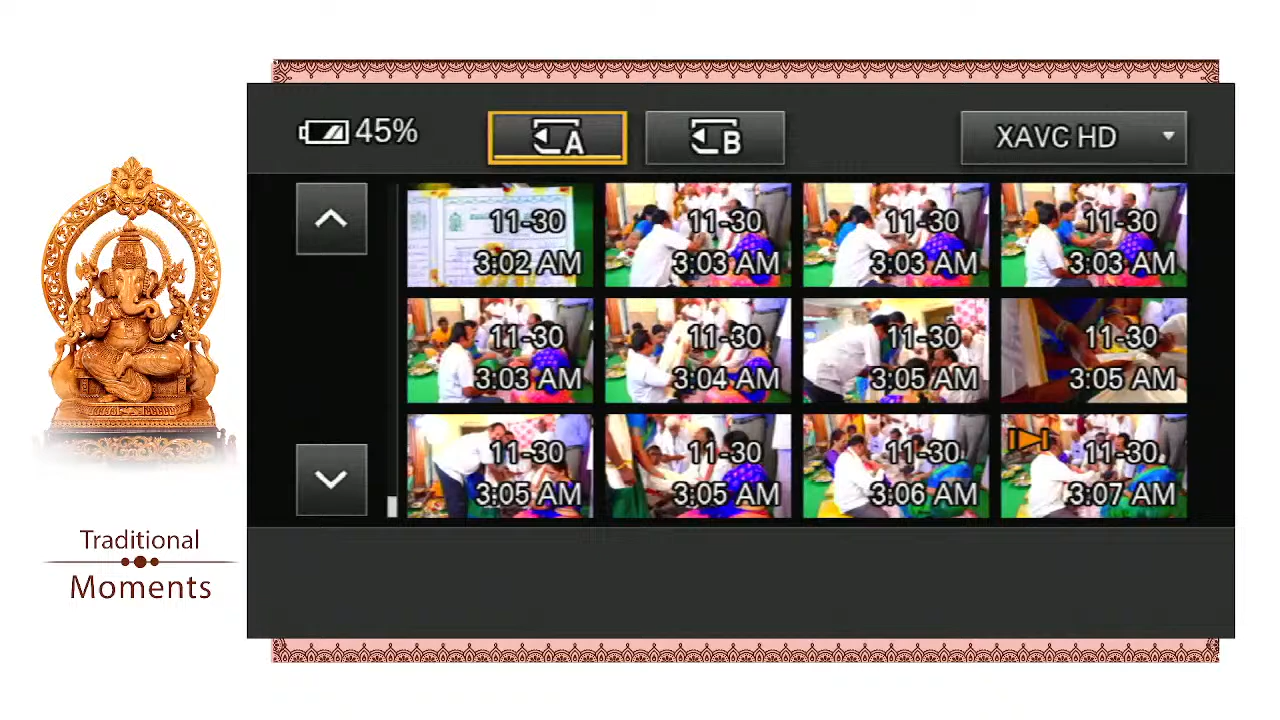 45%
A
B
XAVC HD
11-30
3:02 AM
11-30
3:03 AM
11-30
3:03 AM
11-30
3:03 AM
11-30
3:03 AM
11-30
3:04 AM
11-30
3:05 AM
11-30
3:05 AM
11-30
3:05 AM
11-30
3:05 AM
11-30
3:06 AM
11-30
3:07 AM
Traditional
Moments